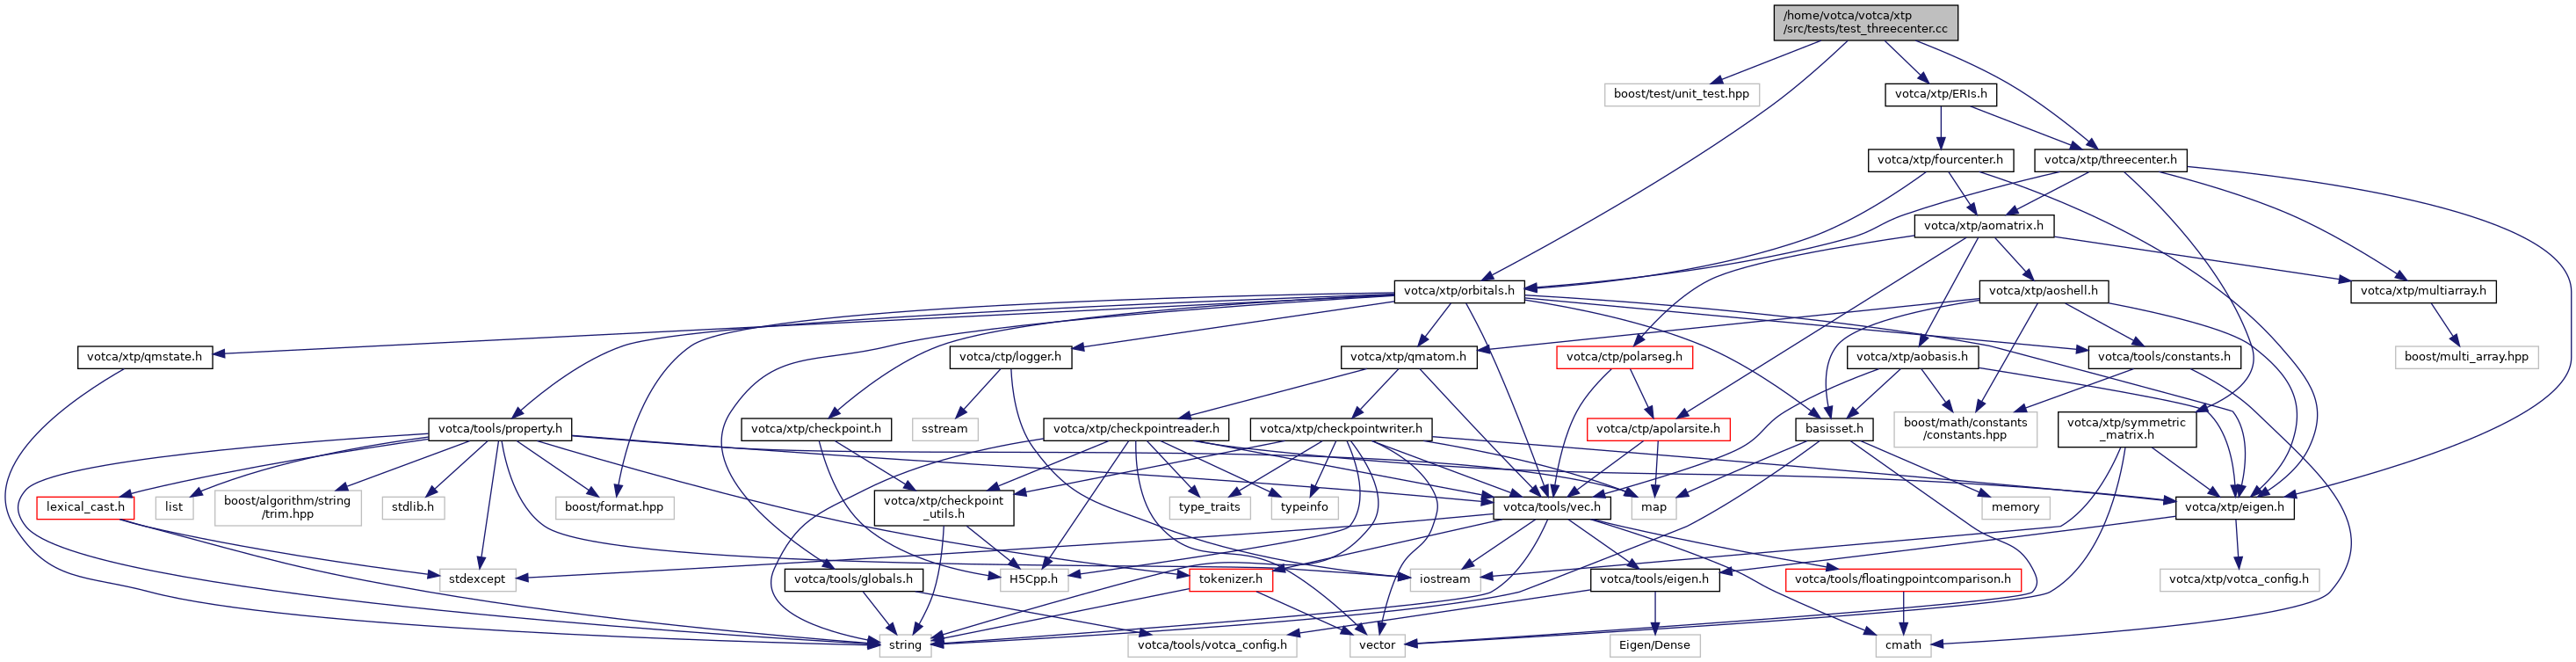 /home/votca/votca/xtp
/src/tests/test_threecenter.cc
boost/test/unit_test.hpp
votca/xtp/ERIs.h
votca/xtp/fourcenter.h
votca/xtp/threecenter.h
votca/xtp/aomatrix.h
votca/xtp/orbitals.h
votca/xtp/aoshell.h
votca/xtp/multiarray.h
votca/xtp/qmstate.h
votca/ctp/logger.h
votca/xtp/qmatom.h
votca/ctp/polarseg.h
votca/xtp/aobasis.h
votca/tools/constants.h
boost/multi_array.hpp
votca/tools/property.h
votca/xtp/checkpoint.h
sstream
votca/xtp/checkpointreader.h
votca/xtp/checkpointwriter.h
votca/ctp/apolarsite.h
basisset.h
boost/math/constants
/constants.hpp
votca/xtp/symmetric
_matrix.h
lexical_cast.h
list
boost/algorithm/string
/trim.hpp
stdlib.h
boost/format.hpp
votca/xtp/checkpoint
_utils.h
type_traits
typeinfo
votca/tools/vec.h
map
memory
votca/xtp/eigen.h
stdexcept
votca/tools/globals.h
H5Cpp.h
tokenizer.h
iostream
votca/tools/eigen.h
votca/tools/floatingpointcomparison.h
votca/xtp/votca_config.h
string
votca/tools/votca_config.h
vector
Eigen/Dense
cmath